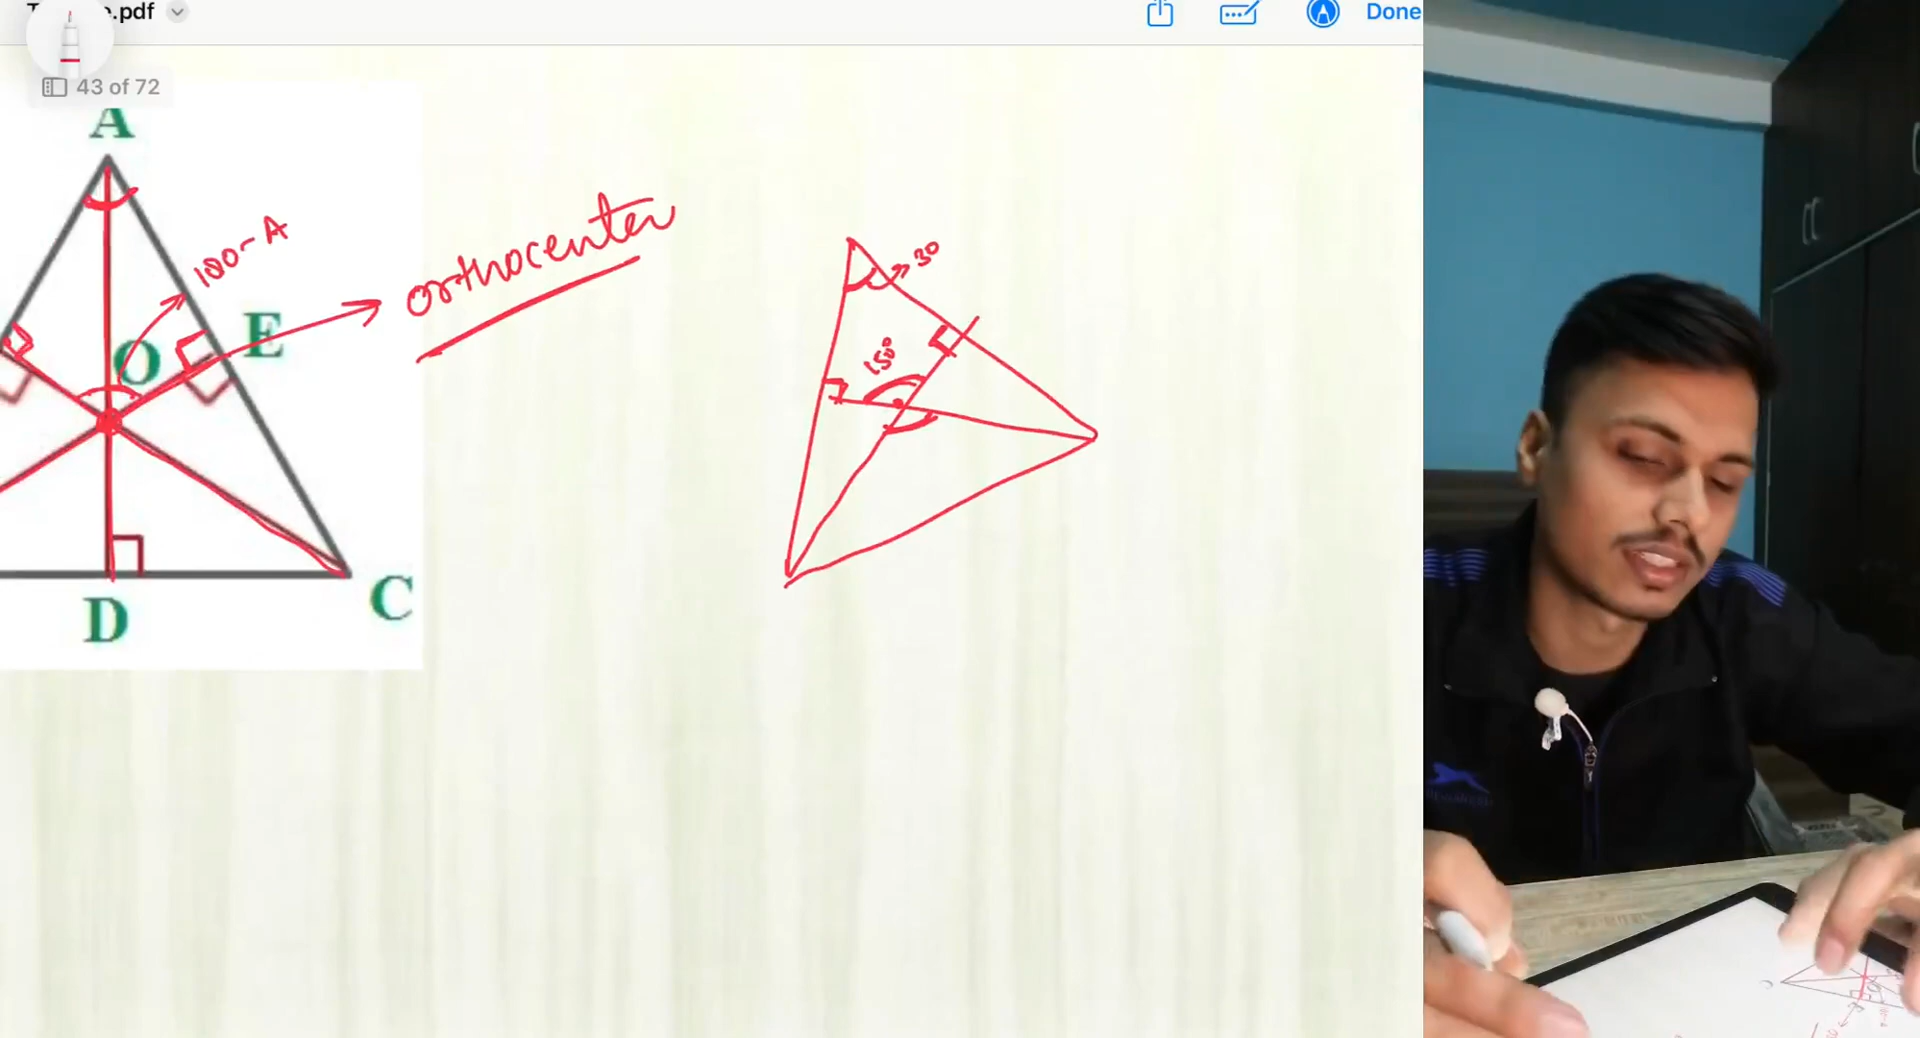 .pdf
Done
43 of 72
A
180-A
orthocenter
O
E
D
C
30
150°